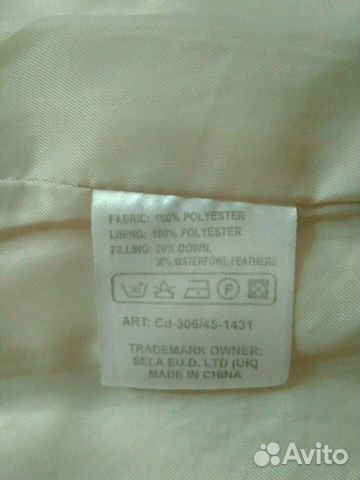 FABRIC: 100% POLYESTER
LINING: 100% POLYESTER
FILLING: 70% DOWN,
30% WATERFOWL FEATHERS
P
ART: Cd-306/45-1431
TRADEMARK OWNER:
SELA EU.D. LTD (UK)
MADE IN CHINA
Avito